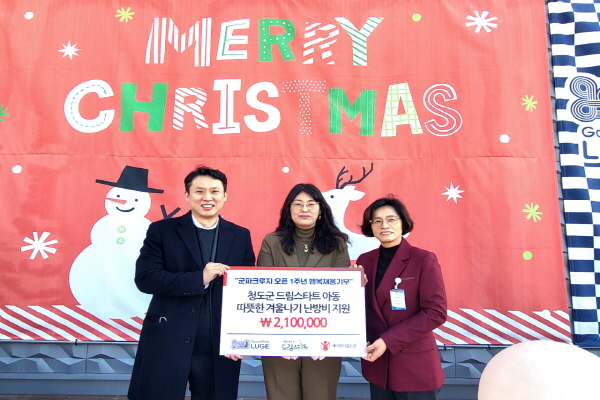 MERRY
CHRISTMAS
"군파크루지 오픈 1주년 행복채움기부"
청도군 드림스타트 아동
따뜻한 겨울나기 난방비 지원
₩2,100,000
LUGE